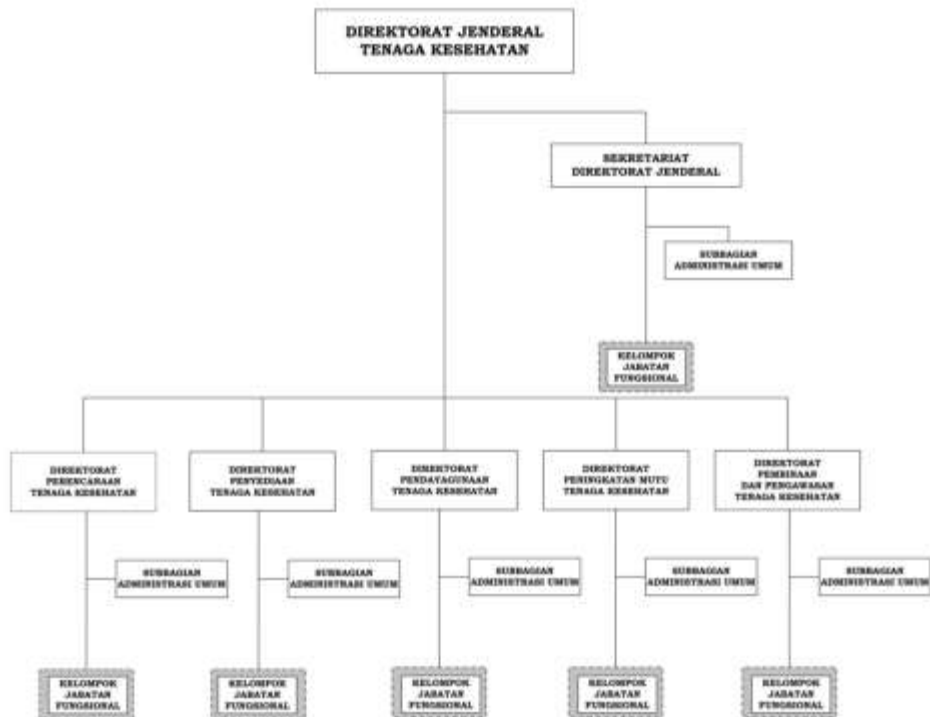 DIREKTORAT JENDERAL
TENAGA KESEHATAN
SEKRETARIAT
DIREKTORAT JENDERAL
SUBBAGIAN
ADMINISTRASI UMUM
KELOMPOK
JABATAN
FUNGSIONAL
DIREKTORAT
PERENCANAAN
TENAGA KESEHATAN
DIREKTORAT
PENYEDIAAN
TENAGA KESEHATAN
DIREKTORAT
PENDAYAGUNAAN
TENAGA KESEHATAN
DIREKTORAT
PENINGKATAN MUTU
TENAGA KESEHATAN
DIREKTORAT
PEMBINAAN
DAN PENGAWASAN
TENAGA KESEHATAN
SUBBAGIAN
ADMINISTRASI UMUM
SUBBAGIAN
ADMINISTRASI UMUM
SUBBAGIAN
ADMINISTRASI UMUM
SUBBAGIAN
ADMINISTRASI UMUM
SUBBAGIAN
ADMINISTRASI UMUM
KELOMPOK
JABATAN
FUNGSIONAL
KELOMPOK
JABATAN
FUNGSIONAL
KELOMPOK
JABATAN
FUNGSIONAL
KELOMPOK
JABATAN
FUNGSIONAL
KELOMPOK
JABATAN
FUNGSIONAL